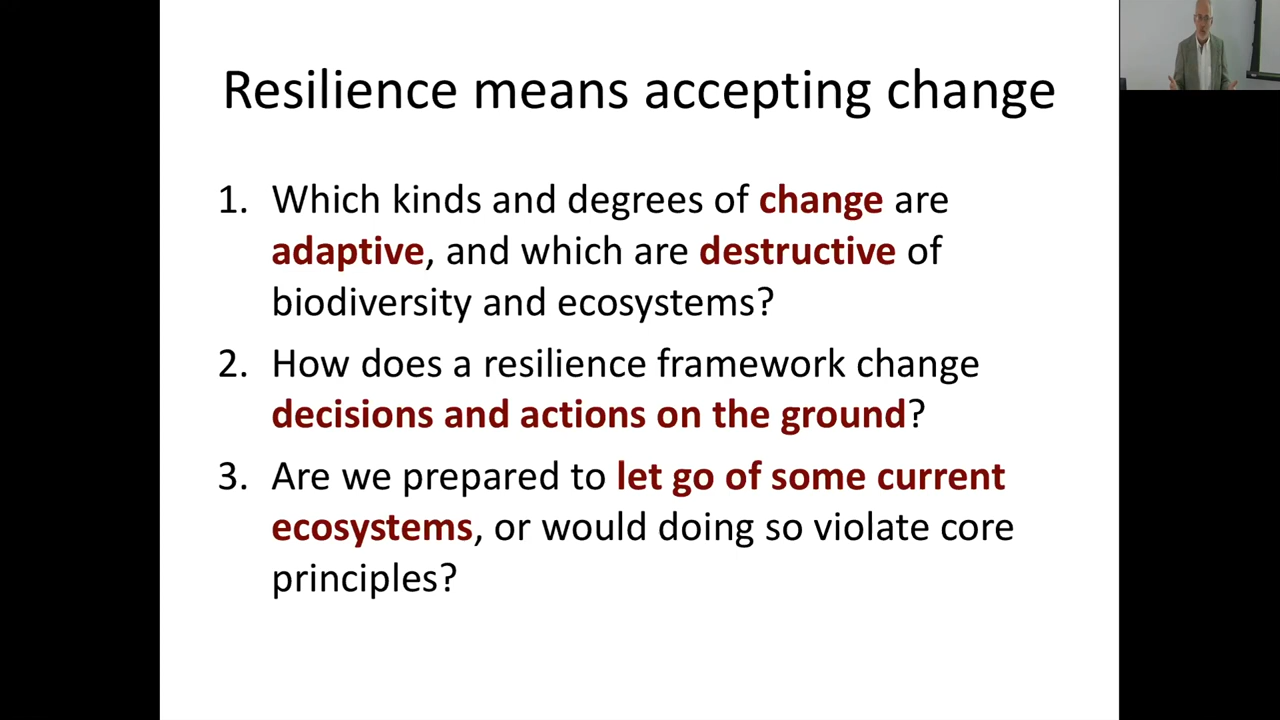 Resilience means accepting change
1. Which kinds and degrees of change are
adaptive, and which are destructive of
biodiversity and ecosystems?
2. How does a resilience framework change
decisions and actions on the ground?
3. Are we prepared to let go of some current
ecosystems, or would doing so violate core
principles?